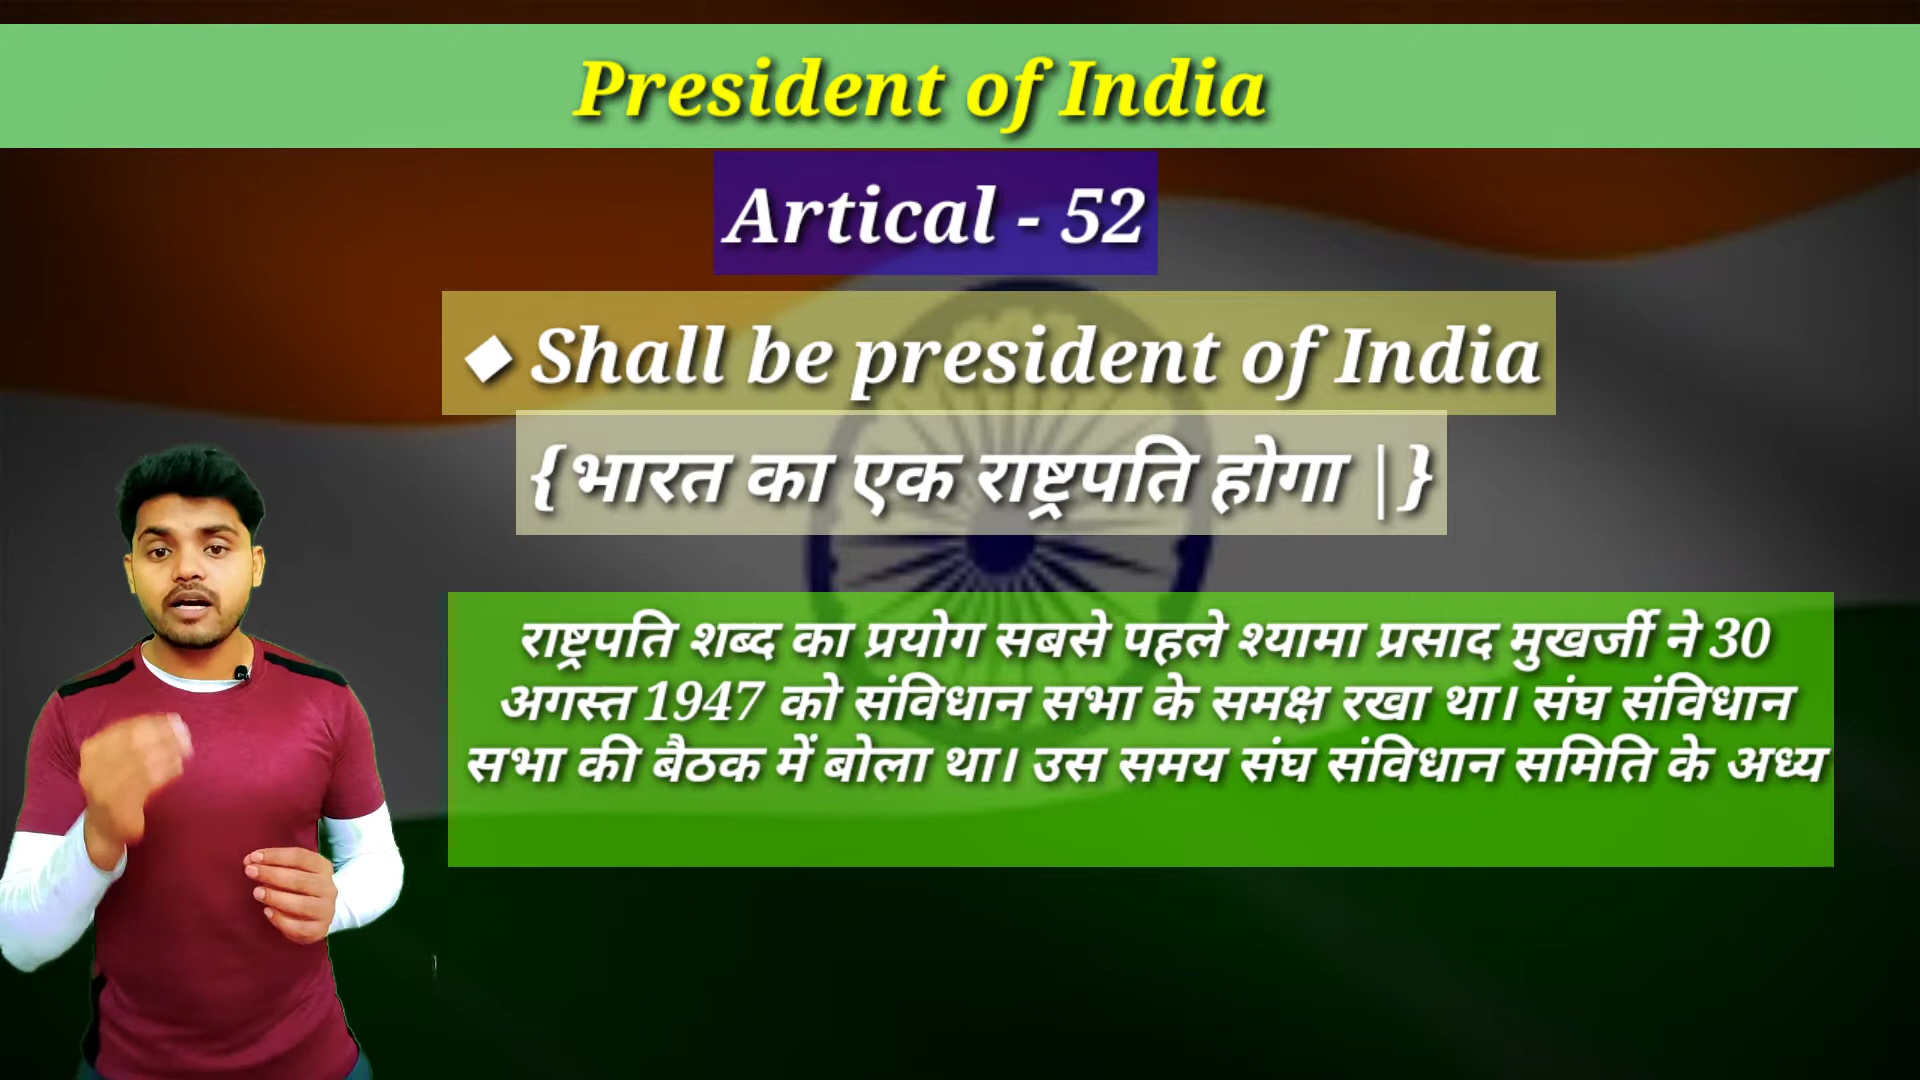 President of India
Artical - 52
◆ Shall be president of India
{भारत का एक राष्ट्रपति होगा |}
राष्ट्रपति शब्द का प्रयोग सबसे पहले श्यामा प्रसाद मुखर्जी ने 30
अगस्त 1947 को संविधान सभा के समक्ष रखा था। संघ संविधान
सभा की बैठक में बोला था। उस समय संघ संविधान समिति के अध्य